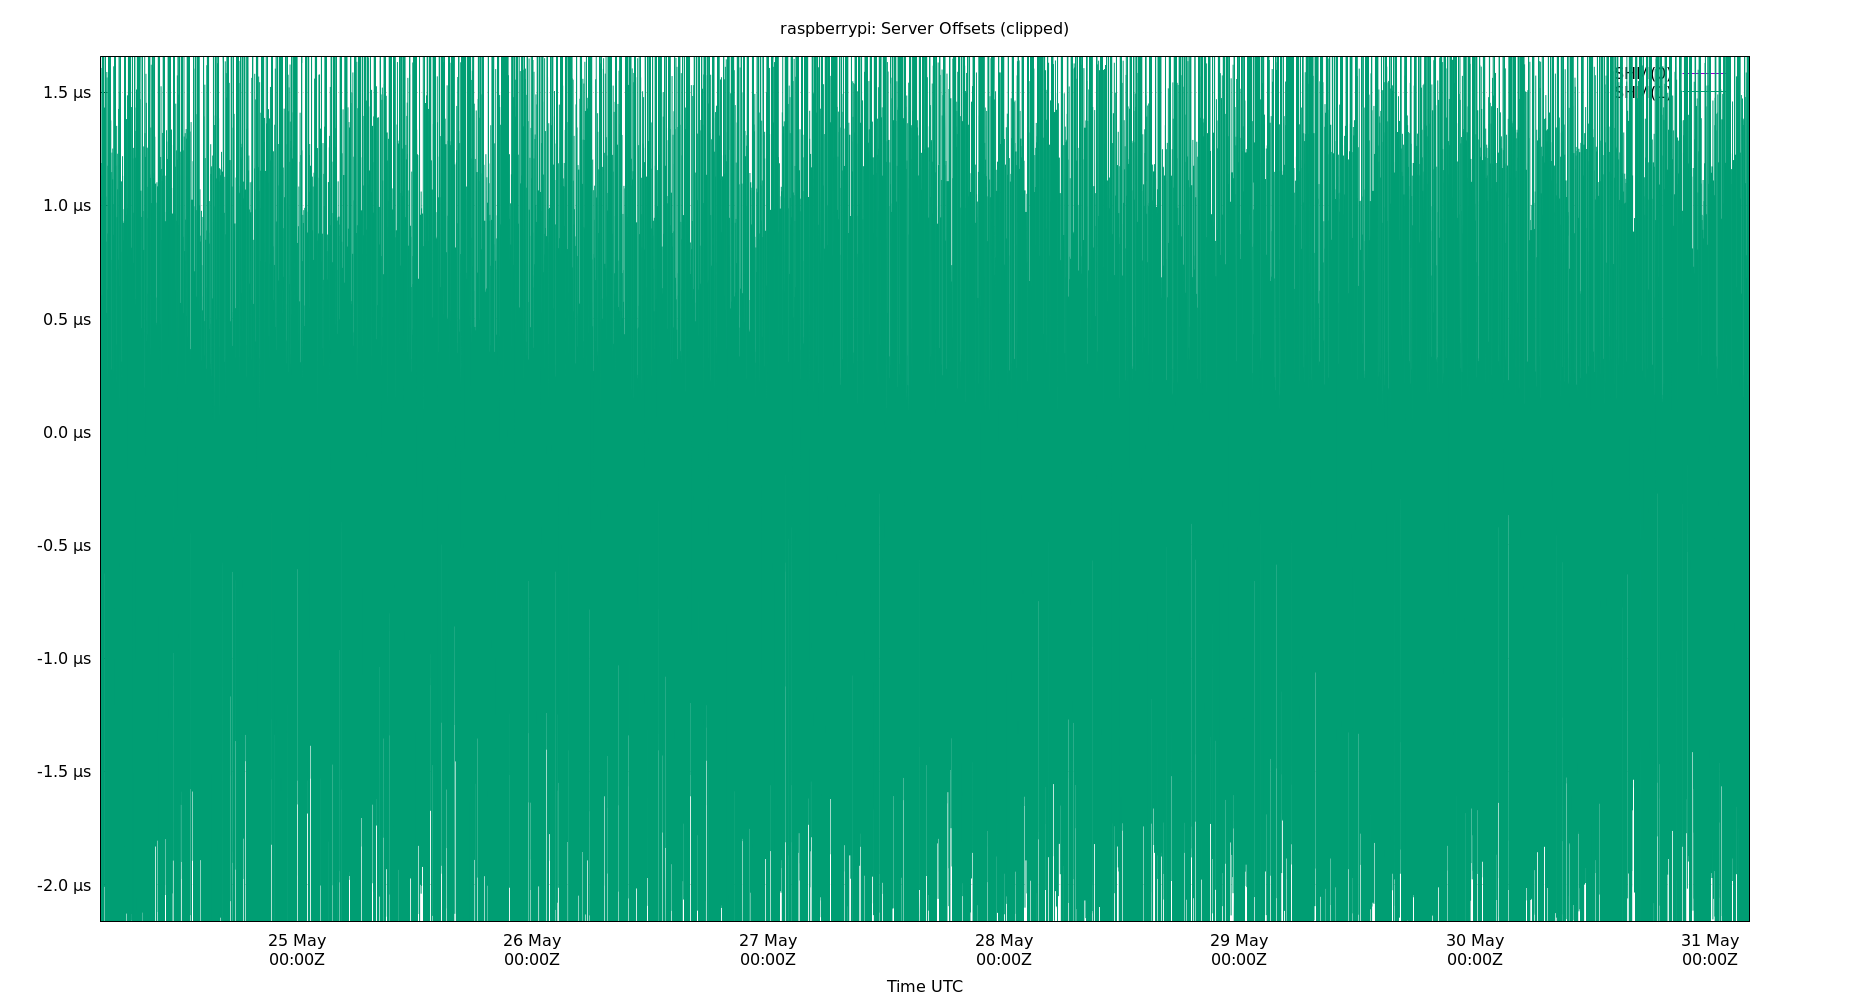 raspberrypi: Server Offsets (clipped)
SHM(0)
1.5 µs
1.0 µs
0.5 µs
0.0 µs
-0.5 µs
-1.0 µs
-1.5 µs
-2.0 µs
25 May 26 May 27 May 28 May 29 May 30 May 31 May
00:00Z 00:00Z 00:00Z 00:00Z 00:00Z 00:00Z 00:00Z
Time UTC